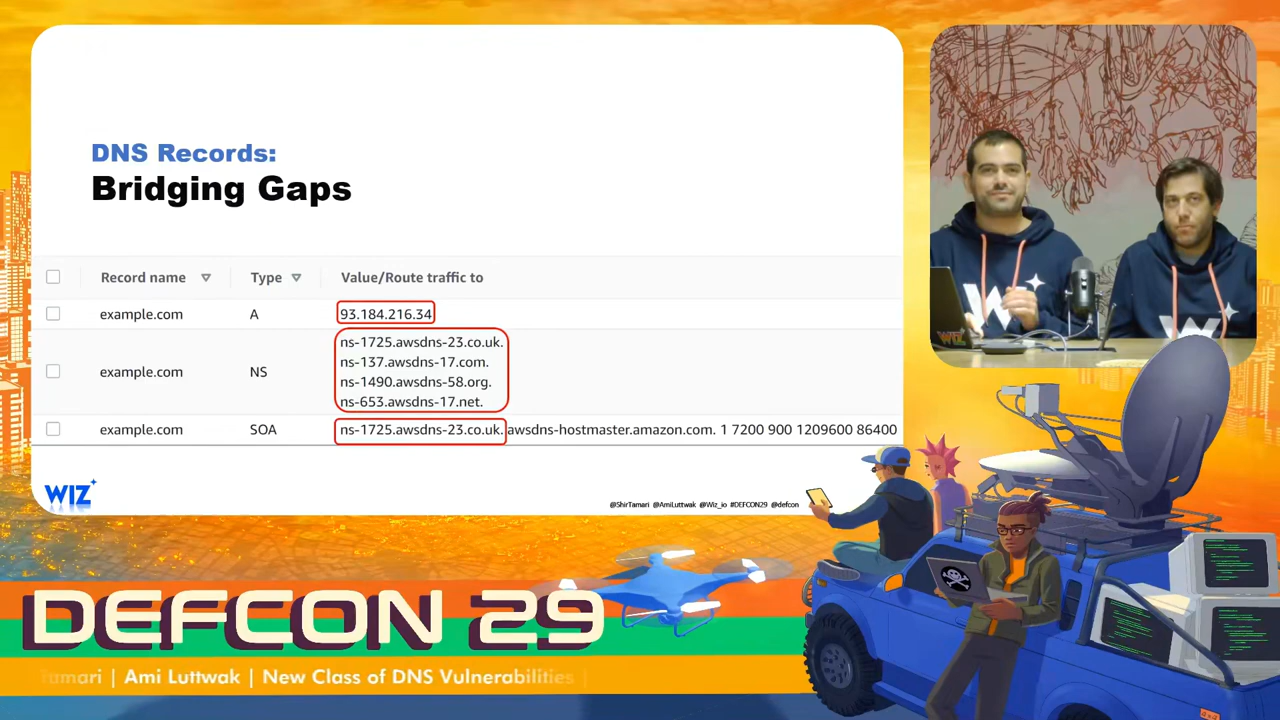 DNS Records:
Bridging Gaps
Record name Type Value/Route traffic to
example.com A 93.184.216.34
example.com NS ns-1725.awsdns-23.co.uk.
ns-137.awsdns-17.com.
ns-1490.awsdns-58.org.
ns-653.awsdns-17.net.
example.com SOA ns-1725.awsdns-23.co.uk. awsdns-hostmaster.amazon.com. 1 7200 900 1209600 86400
WIZ
@ShirTamari @AmiLuttwak @Wiz_io #DEFCON29 @defcon
W
W
WIZ
DEFCON 29
Tamari | Ami Luttwak | New Class of DNS Vulnerabilities |